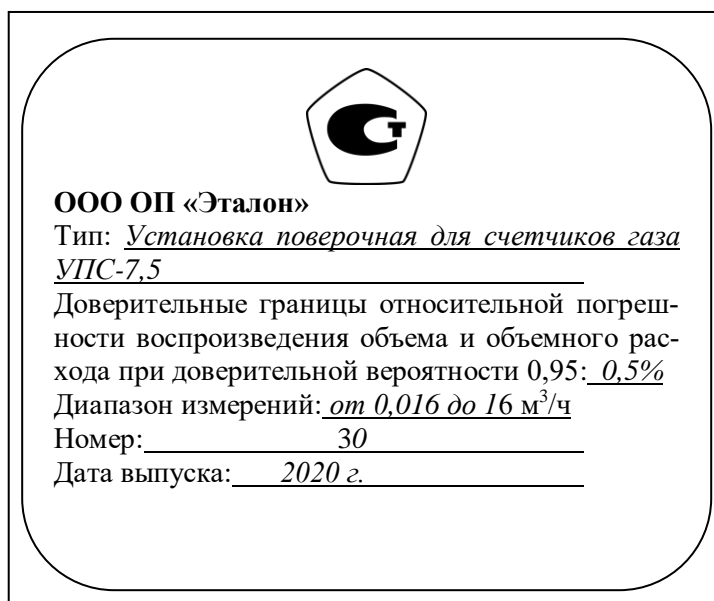 ООО ОП «Эталон»
Тип: Установка поверочная для счетчиков газа
УПС-7,5
Доверительные границы относительной погреш-
ности воспроизведения объема и объемного рас-
хода при доверительной вероятности 0,95: 0,5%
Диапазон измерений: от 0,016 до 16 м³/ч
Номер: 30
Дата выпуска: 2020 г.